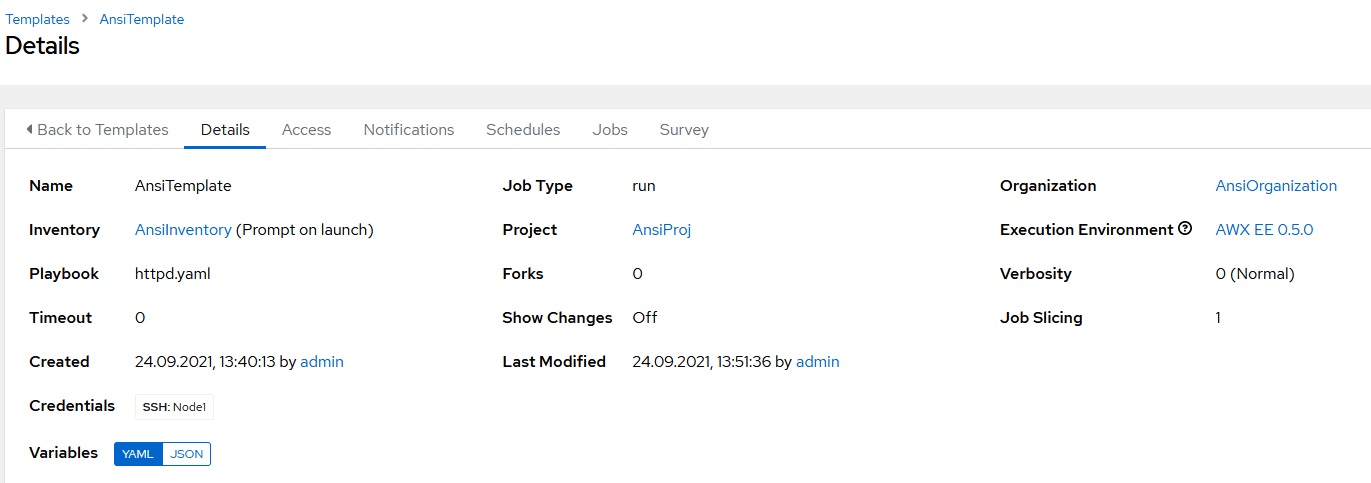 Templates > AnsiTemplate
Details
Back to Templates Details Access Notifications Schedules Jobs Survey
Name AnsiTemplate Job Type run Organization AnsiOrganization
Inventory AnsiInventory (Prompt on launch) Project AnsiProj Execution Environment ? AWX EE 0.5.0
Playbook httpd.yaml Forks 0 Verbosity 0 (Normal)
Timeout 0 Show Changes Off Job Slicing 1
Created 24.09.2021, 13:40:13 by admin Last Modified 24.09.2021, 13:51:36 by admin
Credentials SSH: Node1
Variables YAML JSON